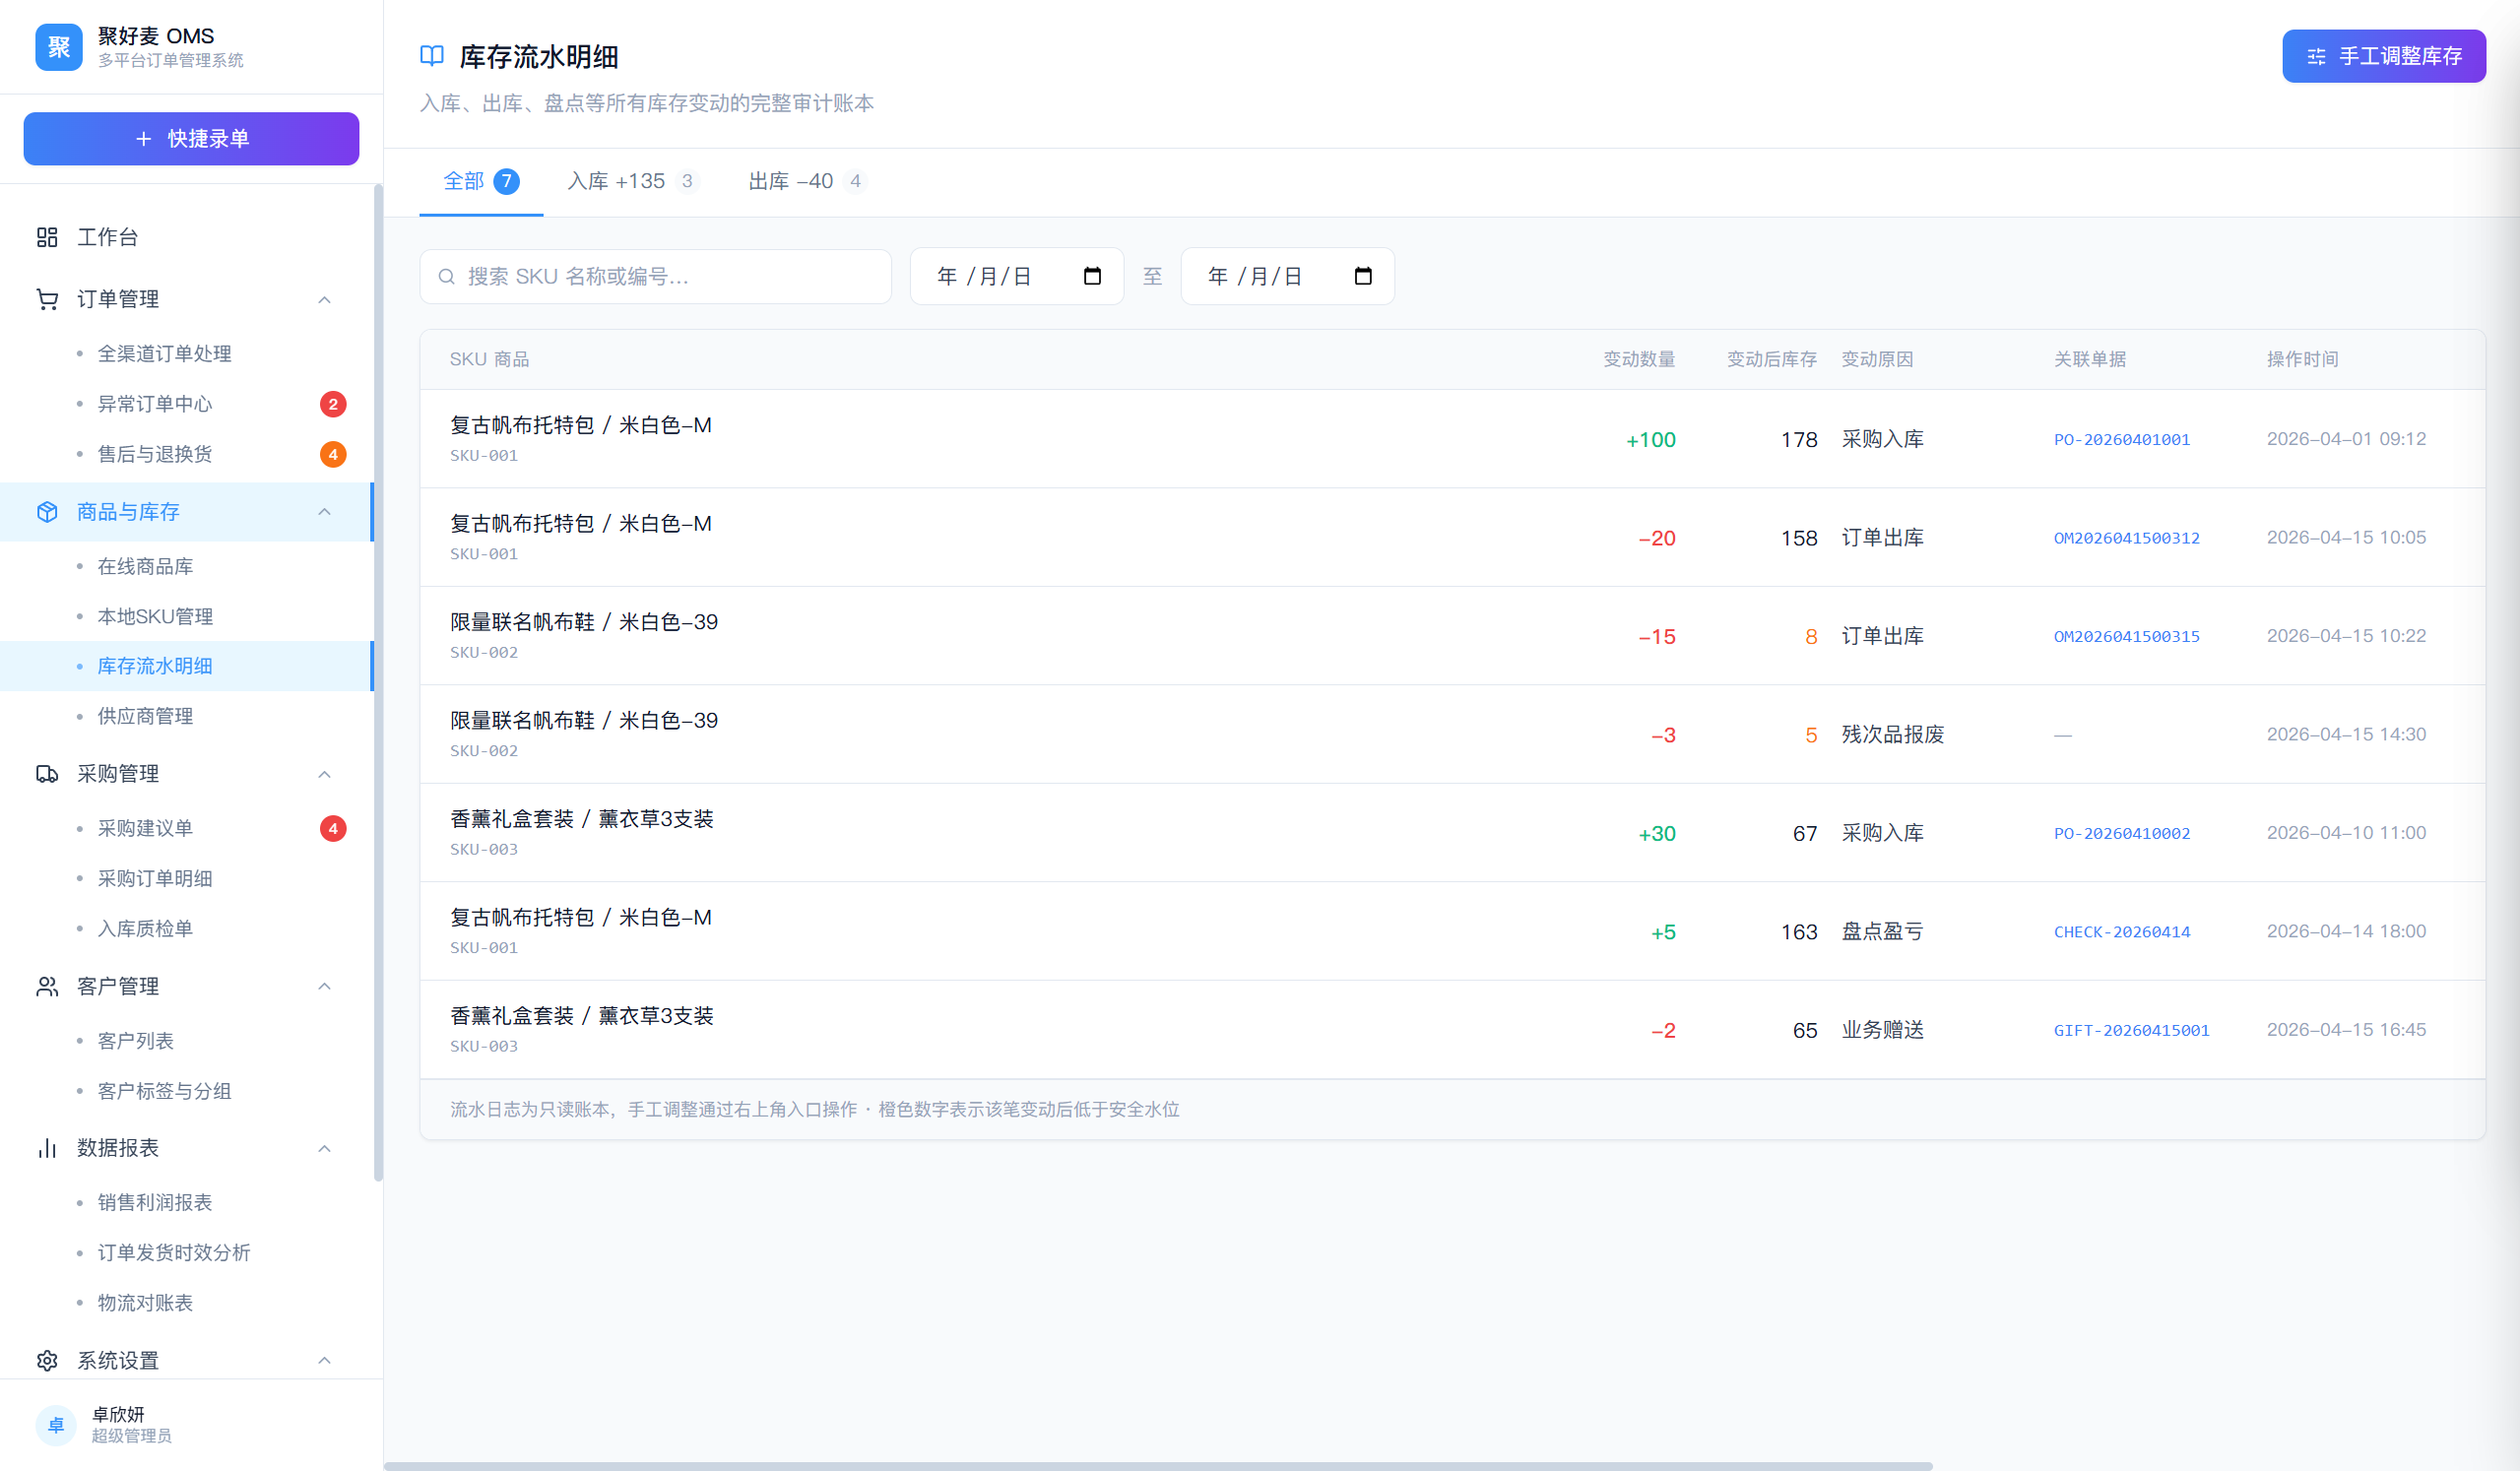 聚
聚好麦 OMS
多平台订单管理系统
快捷录单
工作台
订单管理
全渠道订单处理
异常订单中心 2
售后与退换货 4
商品与库存
在线商品库
本地SKU管理
库存流水明细
供应商管理
采购管理
采购建议单 4
采购订单明细
入库质检单
客户管理
客户列表
客户标签与分组
数据报表
销售利润报表
订单发货时效分析
物流对账表
系统设置
卓
卓欣妍
超级管理员
库存流水明细
入库、出库、盘点等所有库存变动的完整审计账本
手工调整库存
全部 7 入库 +135 3 出库 -40 4
搜索 SKU 名称或编号... 年 /月/日 至 年 /月/日
SKU 商品 变动数量 变动后库存 变动原因 关联单据 操作时间
复古帆布托特包 / 米白色-M
SKU-001
+100 178 采购入库 PO-20260401001 2026-04-01 09:12
复古帆布托特包 / 米白色-M
SKU-001
-20 158 订单出库 OM2026041500312 2026-04-15 10:05
限量联名帆布鞋 / 米白色-39
SKU-002
-15 8 订单出库 OM2026041500315 2026-04-15 10:22
限量联名帆布鞋 / 米白色-39
SKU-002
-3 5 残次品报废 — 2026-04-15 14:30
香薰礼盒套装 / 薰衣草3支装
SKU-003
+30 67 采购入库 PO-20260410002 2026-04-10 11:00
复古帆布托特包 / 米白色-M
SKU-001
+5 163 盘点盈亏 CHECK-20260414 2026-04-14 18:00
香薰礼盒套装 / 薰衣草3支装
SKU-003
-2 65 业务赠送 GIFT-20260415001 2026-04-15 16:45
流水日志为只读账本，手工调整通过右上角入口操作 · 橙色数字表示该笔变动后低于安全水位